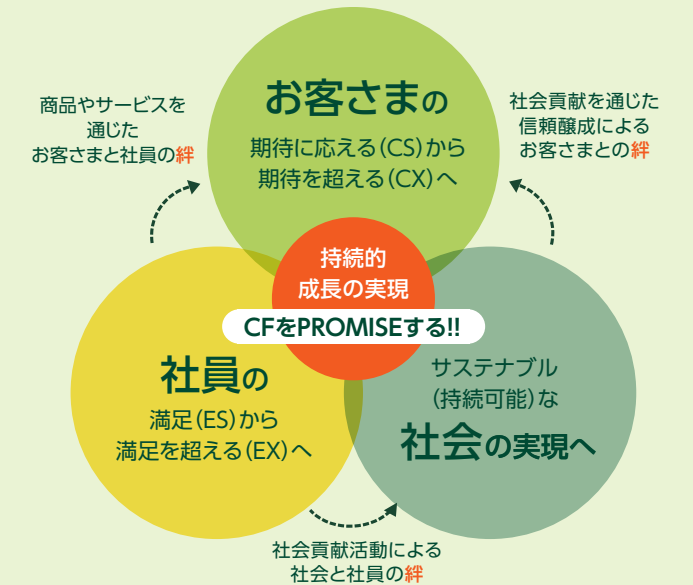 お客さまの
期待に応える(CS)から
期待を超える(CX)へ
商品やサービスを
通じた
お客さまと社員の絆
社会貢献を通じた
信頼醸成による
お客さまとの絆
持続的
成長の実現
CFをPROMISEする!!
社員の
満足(ES)から
満足を超える(EX)へ
サステナブル
(持続可能)な
社会の実現へ
社会貢献活動による
社会と社員の絆